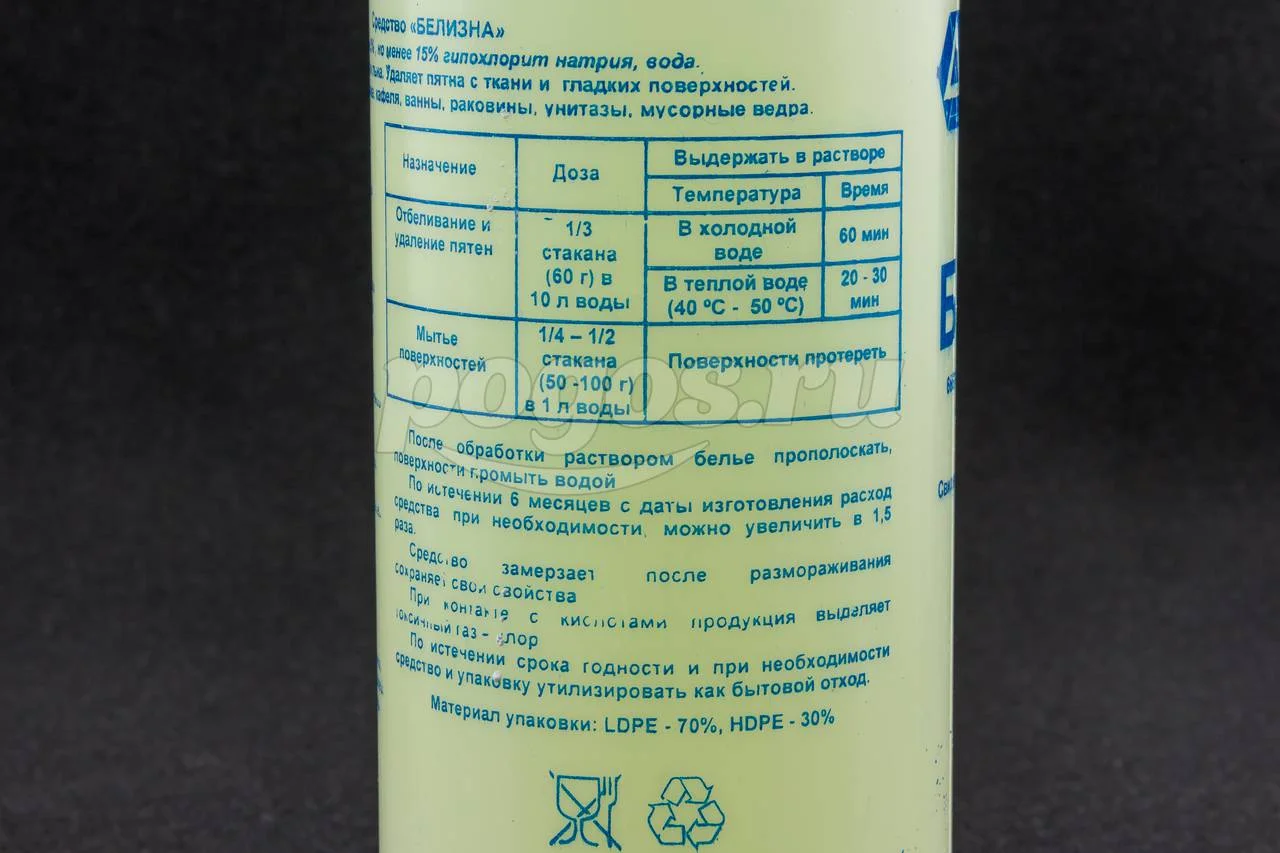 Средство «БЕЛИЗНА»
но менее 15% гипохлорит натрия, вода.
Удаляет пятна с ткани и гладких поверхностей.
кафеля, ванны, раковины, унитазы, мусорные ведра.
Назначение
Доза
Выдержать в растворе
Температура
Время
Отбеливание и
удаление пятен
1/3
стакана
(60 г) в
10 л воды
В холодной
воде
60 мин
В теплой воде
(40 ºС - 50 ºС)
20 - 30
мин
Мытье
поверхностей
1/4 – 1/2
стакана
(50 -100 г)
в 1 л воды
Поверхности протереть
pogos.ru
После обработки раствором белье прополоскать,
поверхности промыть водой
По истечении 6 месяцев с даты изготовления расход
средства при необходимости, можно увеличить в 1,5
раза.
Средство замерзает после размораживания
сохраняет свои свойства
При контакте с кислотами продукция выделяет
токсичный газ - хлор
По истечении срока годности и при необходимости
средство и упаковку утилизировать как бытовой отход.
Материал упаковки: LDPE - 70%, HDPE - 30%